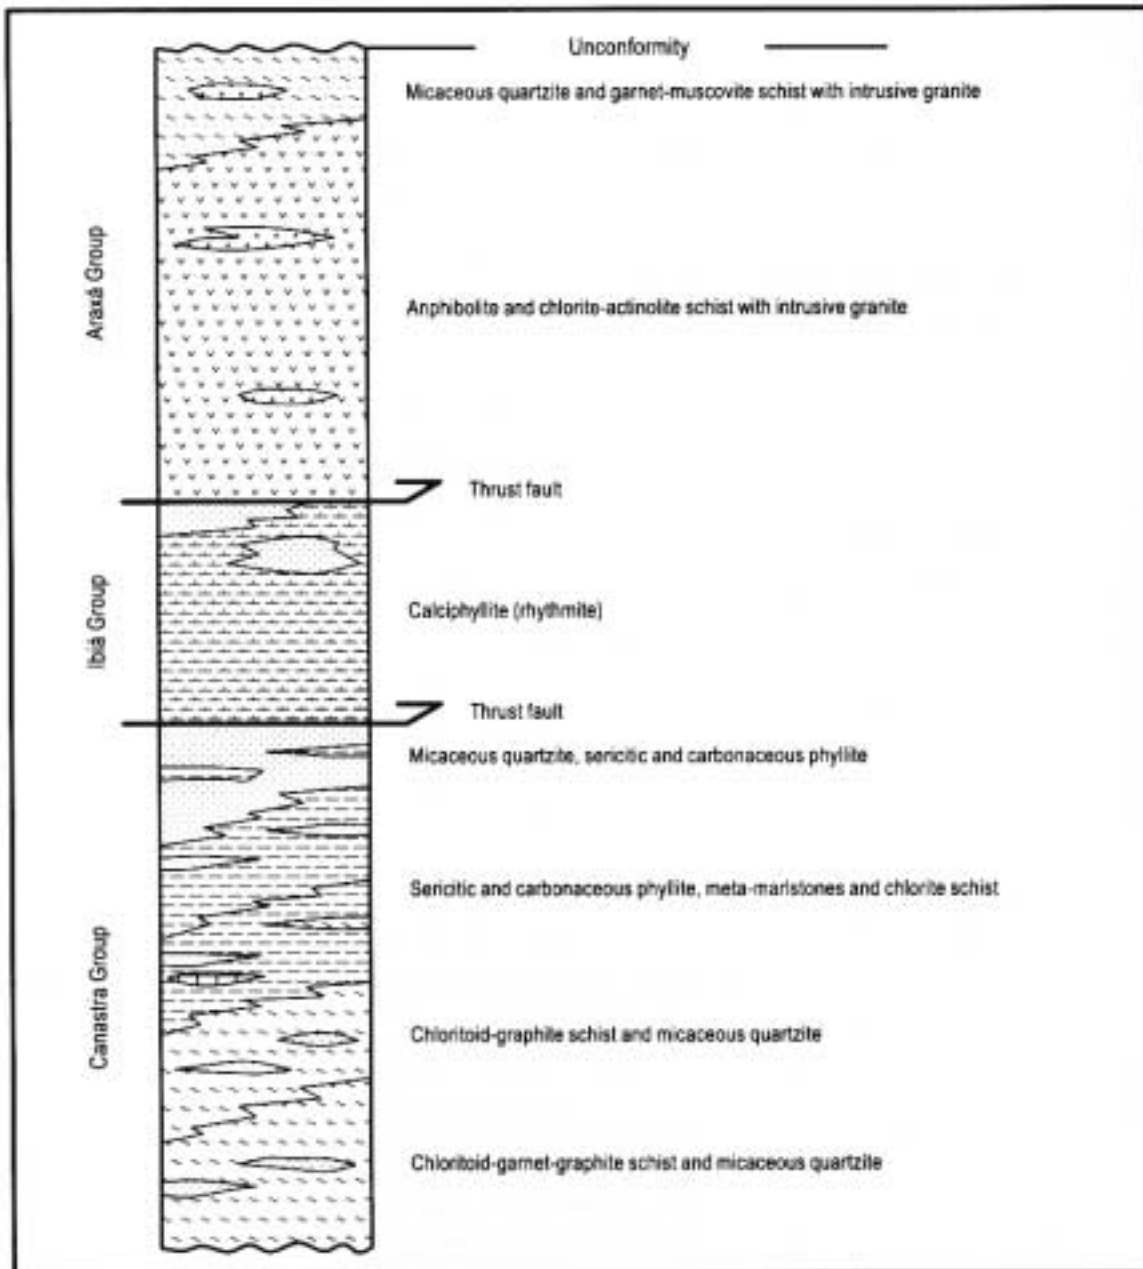 Unconformity
Micaceous quartzite and garnet-muscovite schist with intrusive granite
Araxá Group
Anphibolite and chlorite-actinolite schist with intrusive granite
Thrust fault
Ibiá Group
Calciphyllite (rhythmite)
Thrust fault
Micaceous quartzite, sericitic and carbonaceous phyllite
Sericitic and carbonaceous phyllite, meta-marlstones and chlorite schist
Canastra Group
Chloritoid-graphite schist and micaceous quartzite
Chloritoid-garnet-graphite schist and micaceous quartzite